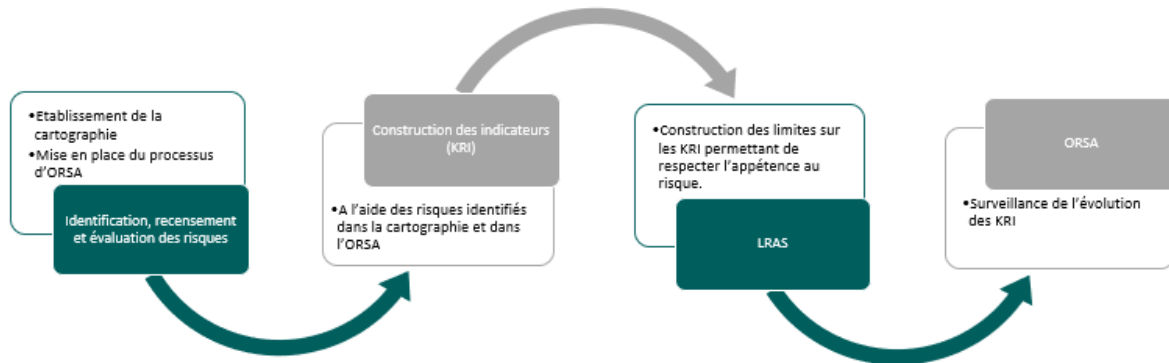 •Etablissement de la
cartographie
•Mise en place du processus
d'ORSA
Identification, recensement
et évaluation des risques
Construction des indicateurs
(KRI)
•A l'aide des risques identifiés
dans la cartographie et dans
l'ORSA
•Construction des limites sur
les KRI permettant de
respecter l'appétence au
risque.
LRAS
ORSA
•Surveillance de l'évolution
des KRI